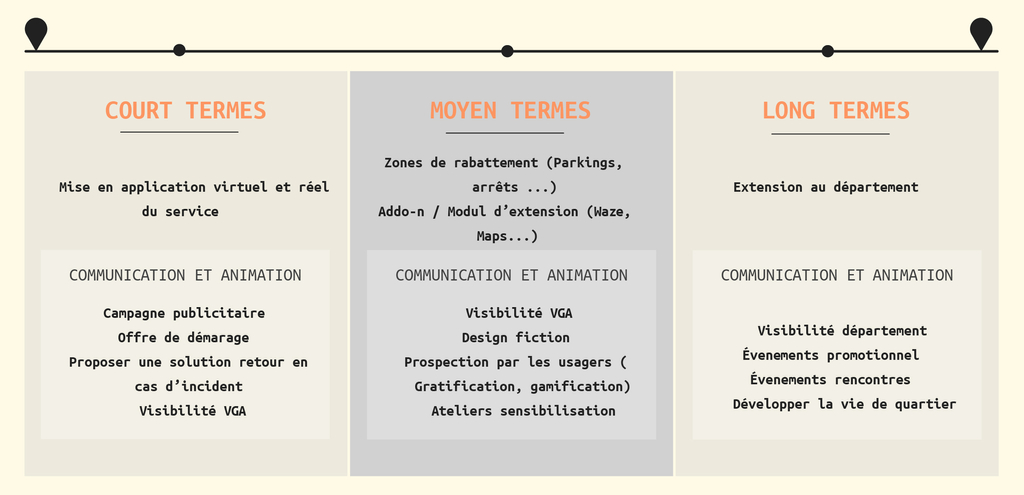 COURT TERMES
Mise en application virtuel et réel
du service
COMMUNICATION ET ANIMATION
Campagne publicitaire
Offre de démarage
Proposer une solution retour en
cas d’incident
Visibilité VGA
MOYEN TERMES
Zones de rabattement (Parkings,
arrêts ...)
Addo-n / Modul d’extension (Waze,
Maps...)
COMMUNICATION ET ANIMATION
Visibilité VGA
Design fiction
Prospection par les usagers (
Gratification, gamification)
Ateliers sensibilisation
LONG TERMES
Extension au département
COMMUNICATION ET ANIMATION
Visibilité département
Évenements promotionnel
Évenements rencontres
Développer la vie de quartier